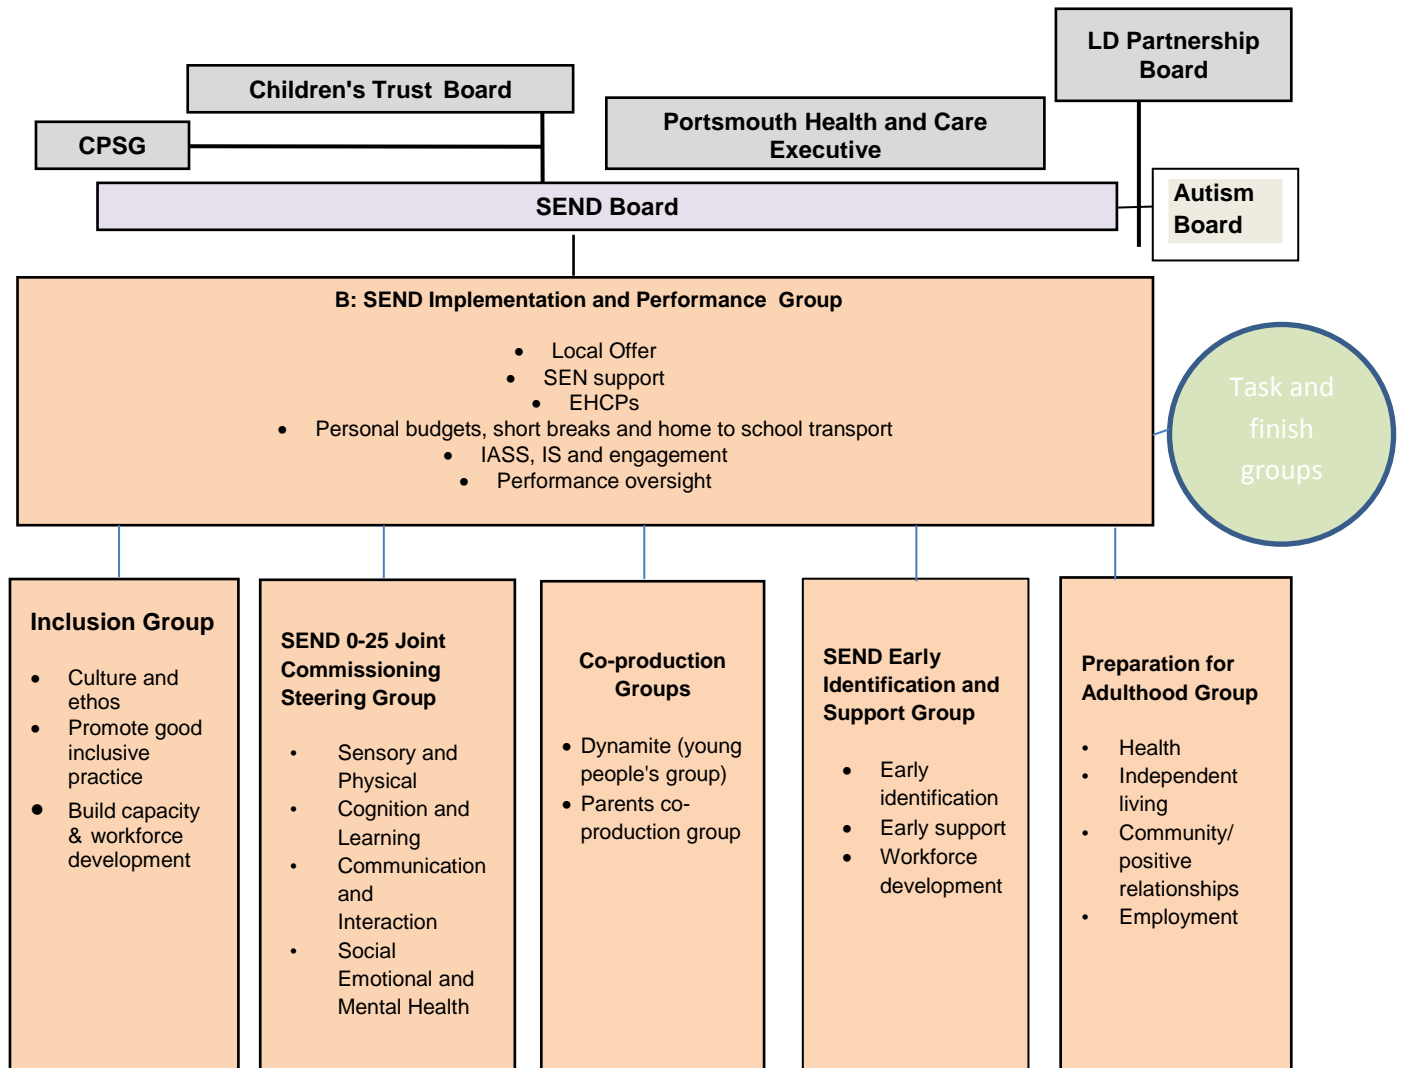 LD Partnership
Board
Children's Trust Board
Portsmouth Health and Care
Executive
CPSG
SEND Board
Autism
Board
B: SEND Implementation and Performance Group
• Local Offer
• SEN support
• EHCPs
• Personal budgets, short breaks and home to school transport
• IASS, IS and engagement
• Performance oversight
Task and
finish
groups
Inclusion Group
• Culture and
ethos
• Promote good
inclusive
practice
• Build capacity
& workforce
development
SEND 0-25 Joint
Commissioning
Steering Group
• Sensory and
Physical
• Cognition and
Learning
• Communication
and
Interaction
• Social
Emotional and
Mental Health
Co-production
Groups
• Dynamite (young
people's group)
• Parents co-
production group
SEND Early
Identification and
Support Group
• Early
identification
• Early support
• Workforce
development
Preparation for
Adulthood Group
• Health
• Independent
living
• Community/
positive
relationships
• Employment